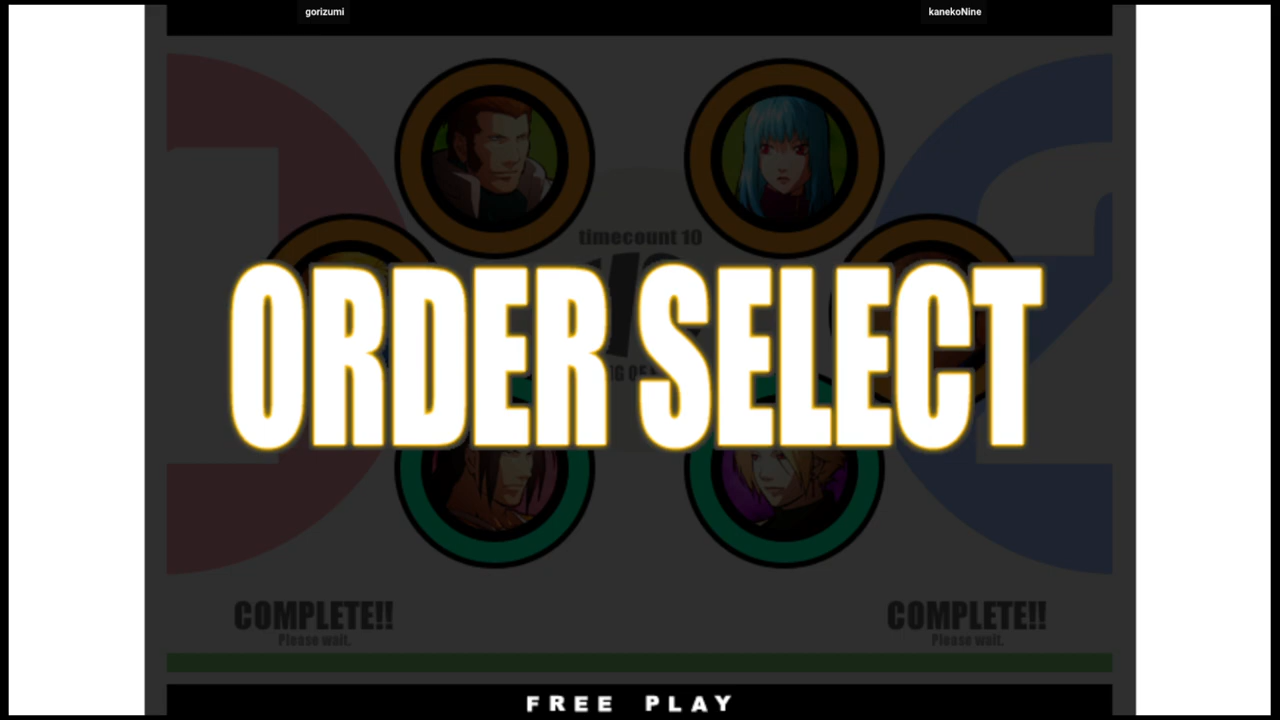 gorizumi
kanekoNine
timecount 10
ORDER SELECT
COMPLETE!!
Please wait.
COMPLETE!!
Please wait.
FREE PLAY